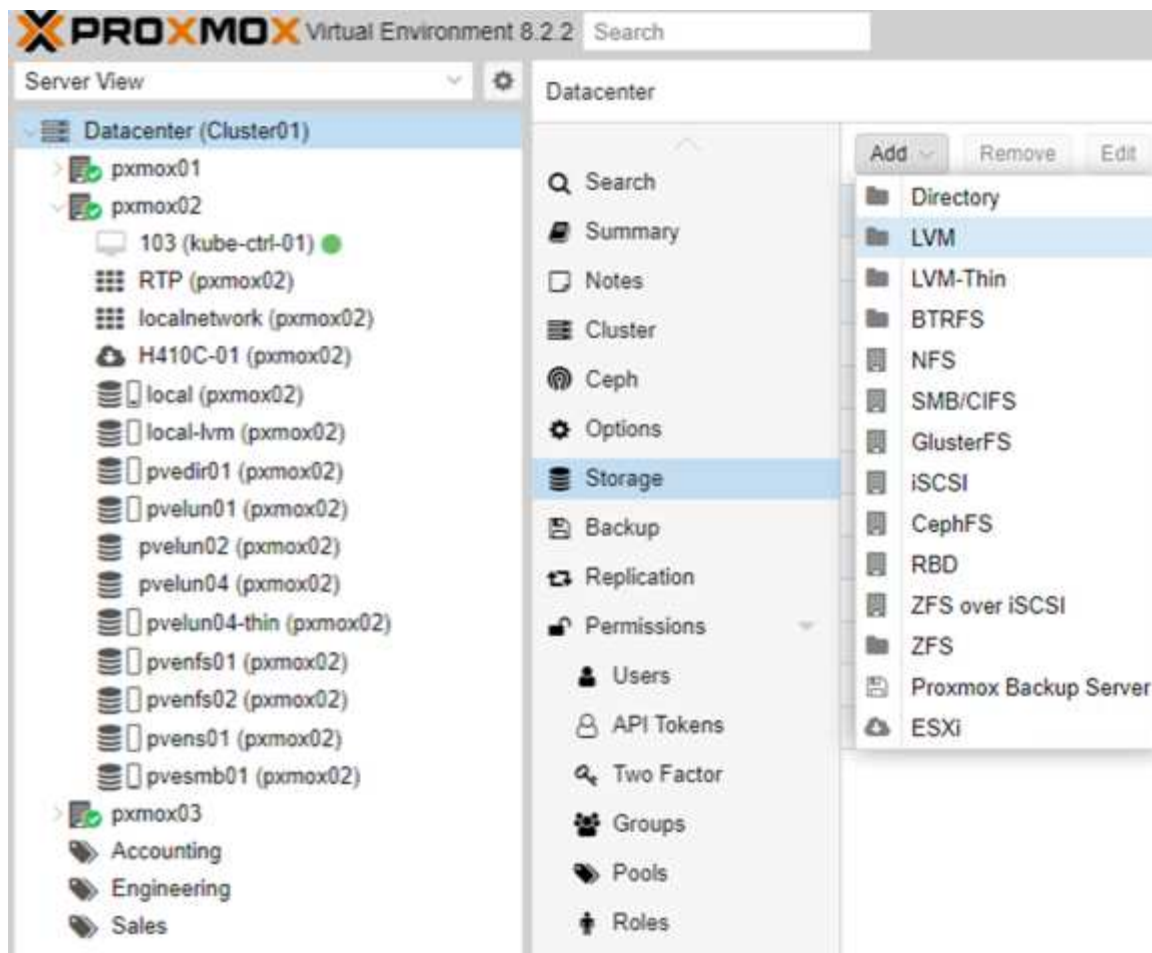 PROXMOX Virtual Environment 8.2.2 Search
Server View
Datacenter (Cluster01)
pxmox01
pxmox02
103 (kube-ctrl-01)
RTP (pxmox02)
localnetwork (pxmox02)
H410C-01 (pxmox02)
local (pxmox02)
local-lvm (pxmox02)
pvedir01 (pxmox02)
pvelun01 (pxmox02)
pvelun02 (pxmox02)
pvelun04 (pxmox02)
pvelun04-thin (pxmox02)
pvenfs01 (pxmox02)
pvenfs02 (pxmox02)
pvens01 (pxmox02)
pvesmb01 (pxmox02)
pxmox03
Accounting
Engineering
Sales
Datacenter
Search
Summary
Notes
Cluster
Ceph
Options
Storage
Backup
Replication
Permissions
Users
API Tokens
Two Factor
Groups
Pools
Roles
Add Remove Edit
Directory
LVM
LVM-Thin
BTRFS
NFS
SMB/CIFS
GlusterFS
iSCSI
CephFS
RBD
ZFS over iSCSI
ZFS
Proxmox Backup Server
ESXi